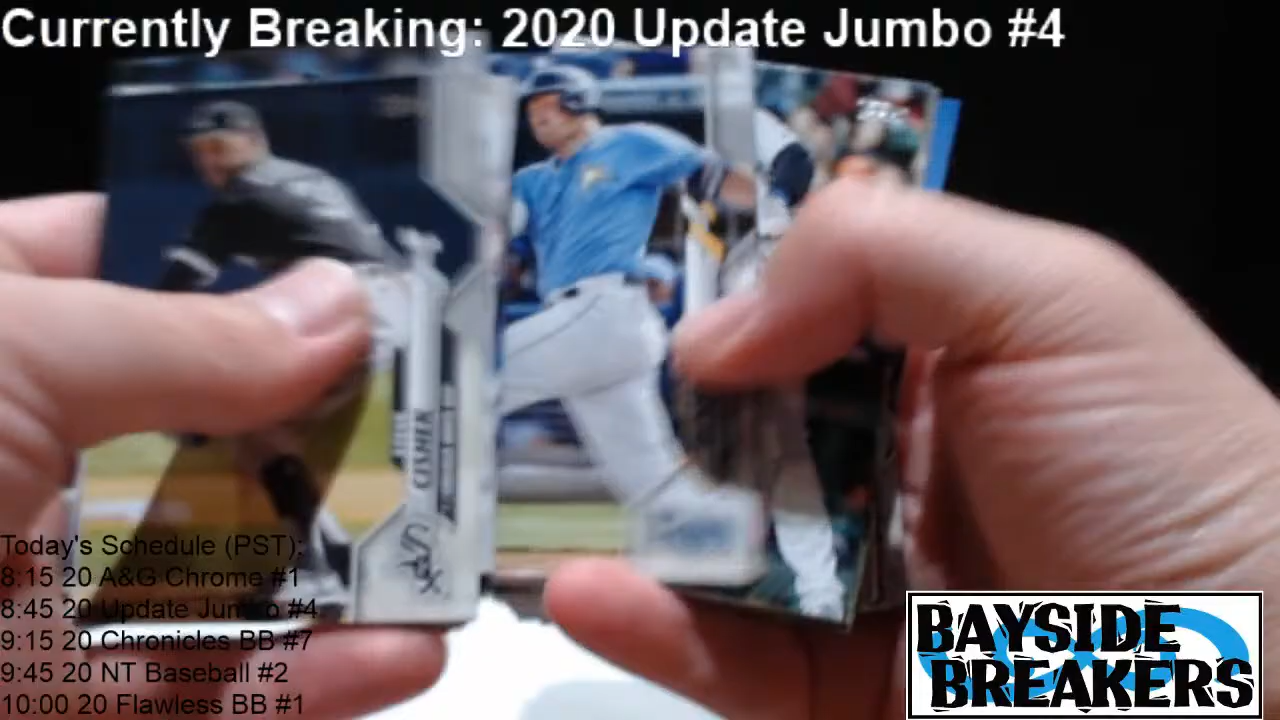 Currently Breaking: 2020 Update Jumbo #4
Today's Schedule (PST):
8:15 20 A&G Chrome #1
8:45 20 Update Jumbo #4
9:15 20 Chronicles BB #7
9:45 20 NT Baseball #2
10:00 20 Flawless BB #1
BAYSIDE
BREAKERS